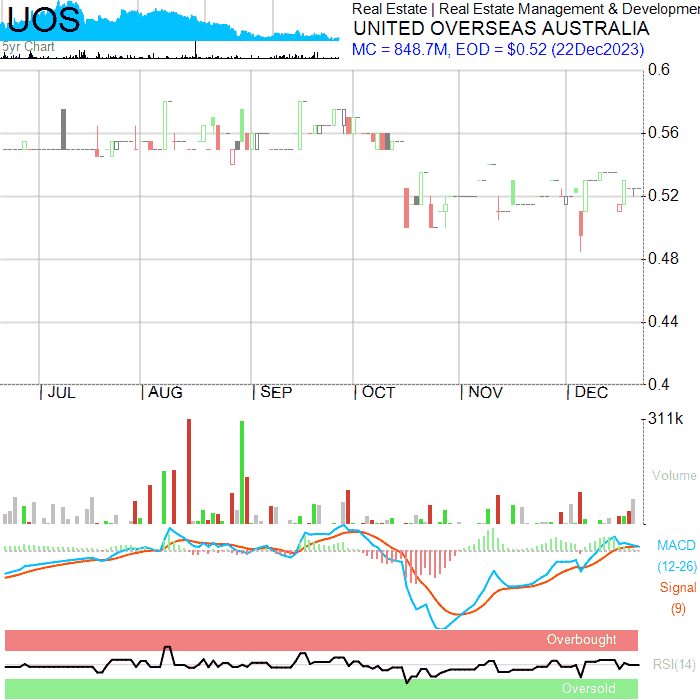 UOS
5yr Chart
Real Estate | Real Estate Management & Developmen
UNITED OVERSEAS AUSTRALIA
MC = 848.7M, EOD = $0.52 (22Dec2023)
0.6
0.56
0.52
0.48
0.44
0.4
JUL AUG SEP OCT NOV DEC
311k
Volume
MACD
(12-26)
Signal
(9)
Overbought
RSI(14)
Oversold